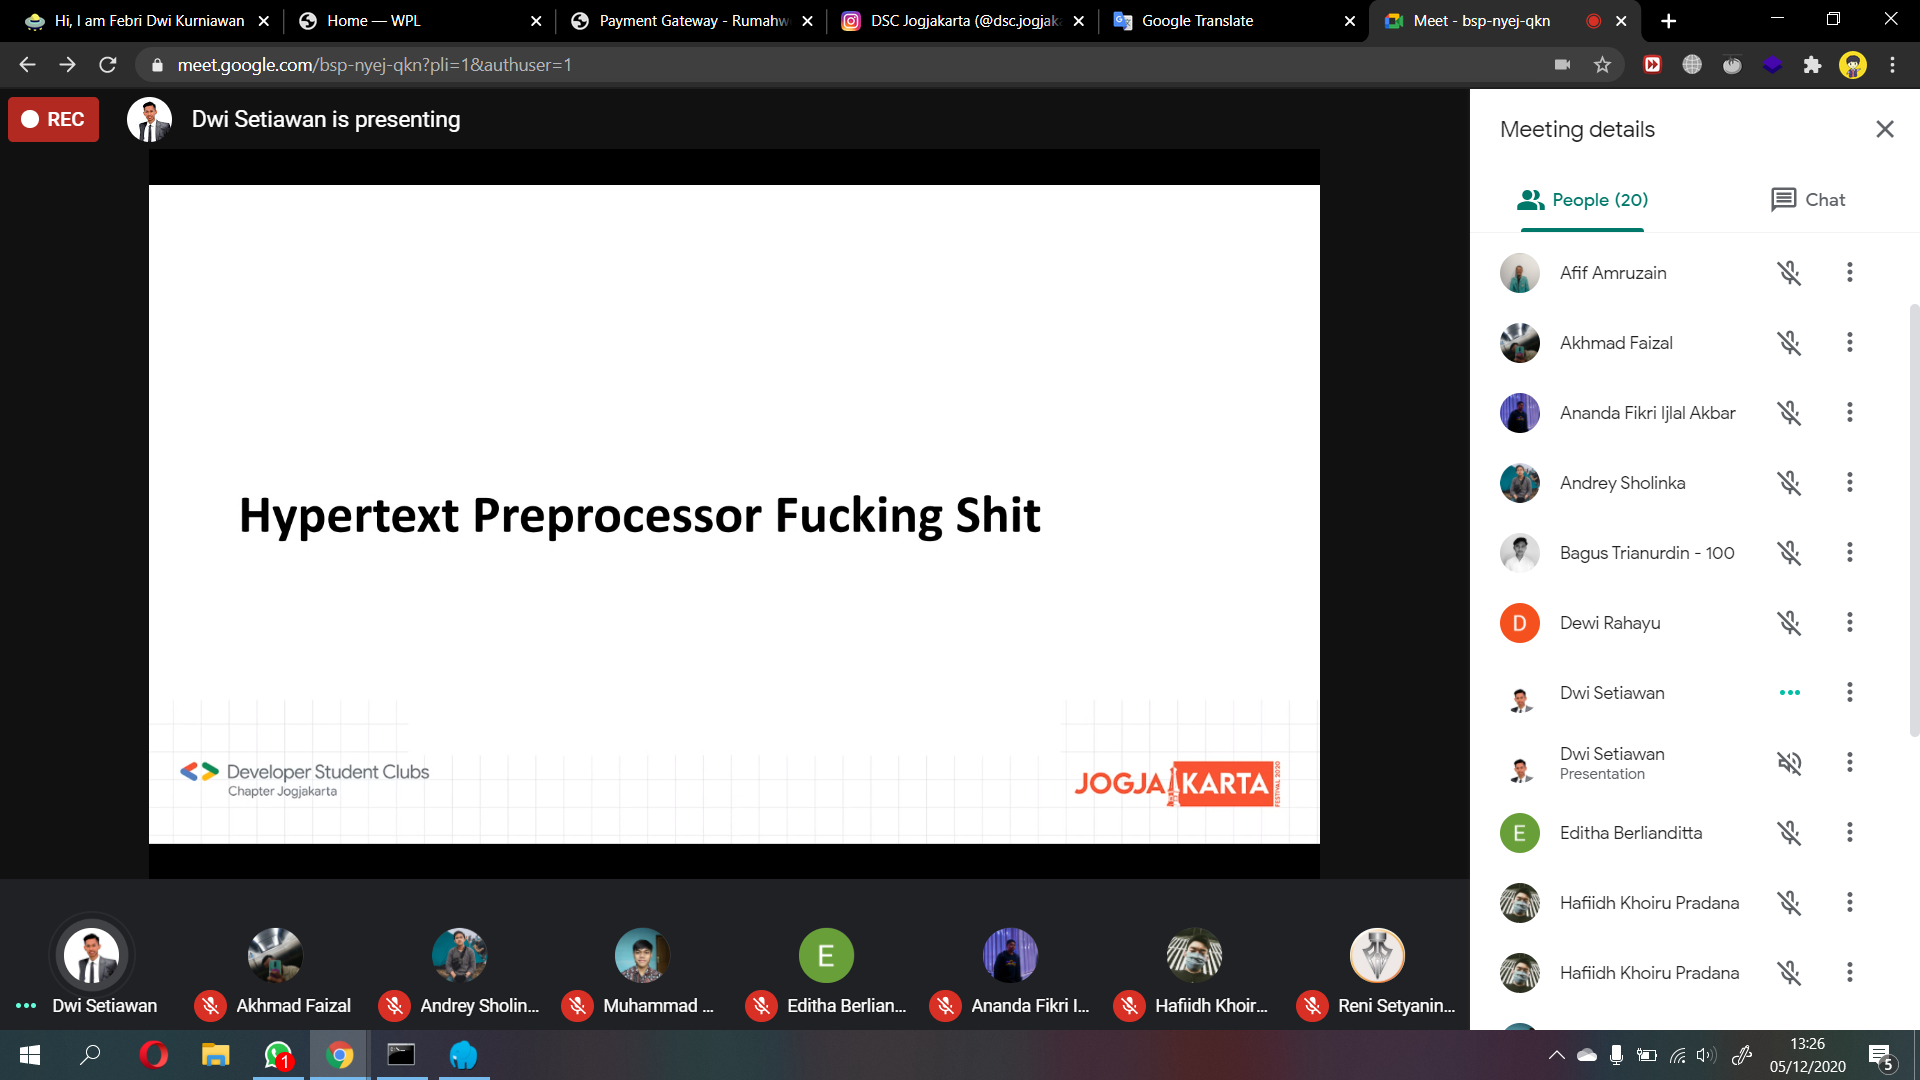 Hi, I am Febri Dwi Kurniawan
Home — WPL
Payment Gateway - Rumahw
DSC Jogjakarta (@dsc.jogjak
Google Translate
Meet - bsp-nyej-qkn
meet.google.com/bsp-nyej-qkn?pli=1&authuser=1
REC
Dwi Setiawan is presenting
Hypertext Preprocessor Fucking Shit
Developer Student Clubs
Chapter Jogjakarta
JOGJAKARTA
FESTIVAL 2020
Meeting details
People (20)
Chat
Afif Amruzain
Akhmad Faizal
Ananda Fikri Ijlal Akbar
Andrey Sholinka
Bagus Trianurdin - 100
D
Dewi Rahayu
Dwi Setiawan
Dwi Setiawan
Presentation
E
Editha Berlianditta
Hafiidh Khoiru Pradana
Hafiidh Khoiru Pradana
E
Dwi Setiawan
Akhmad Faizal
Andrey Sholin...
Muhammad ...
Editha Berlian...
Ananda Fikri I...
Hafiidh Khoir...
Reni Setyanin...
1
13:26
05/12/2020
5